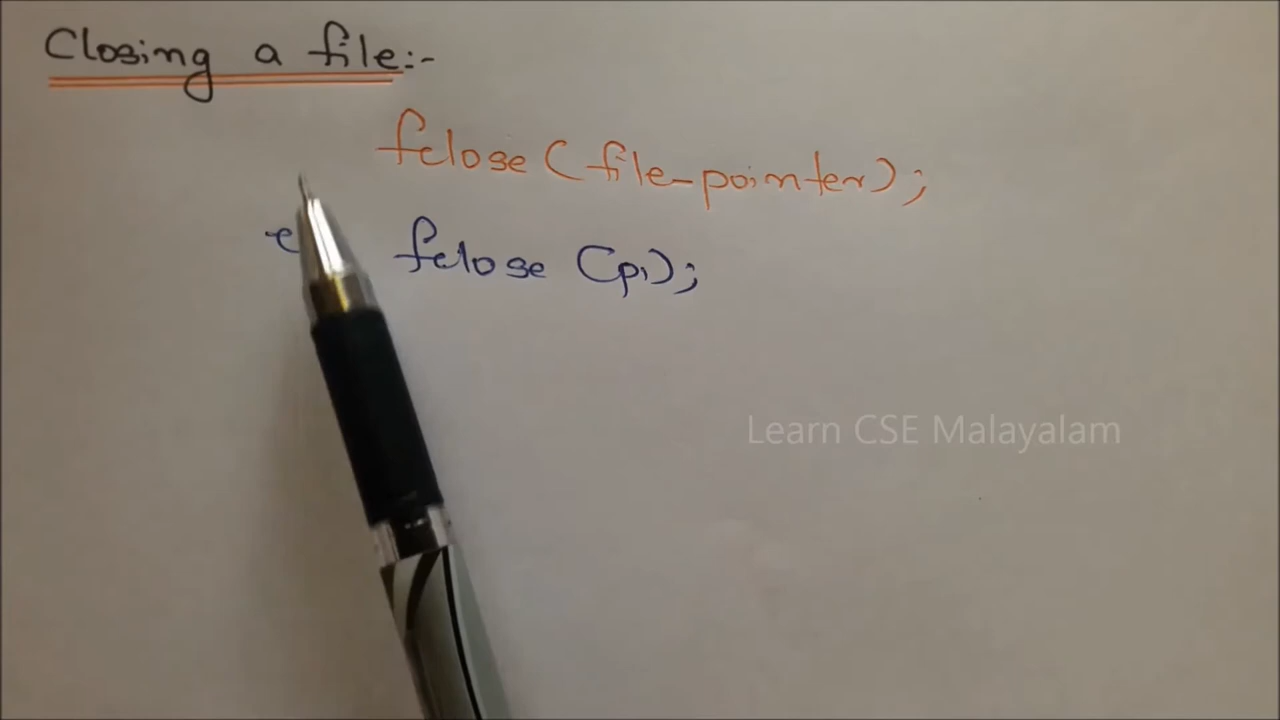 Closing a file:-
fclose(file-pointer);
fclose (p1);
Learn CSE Malayalam